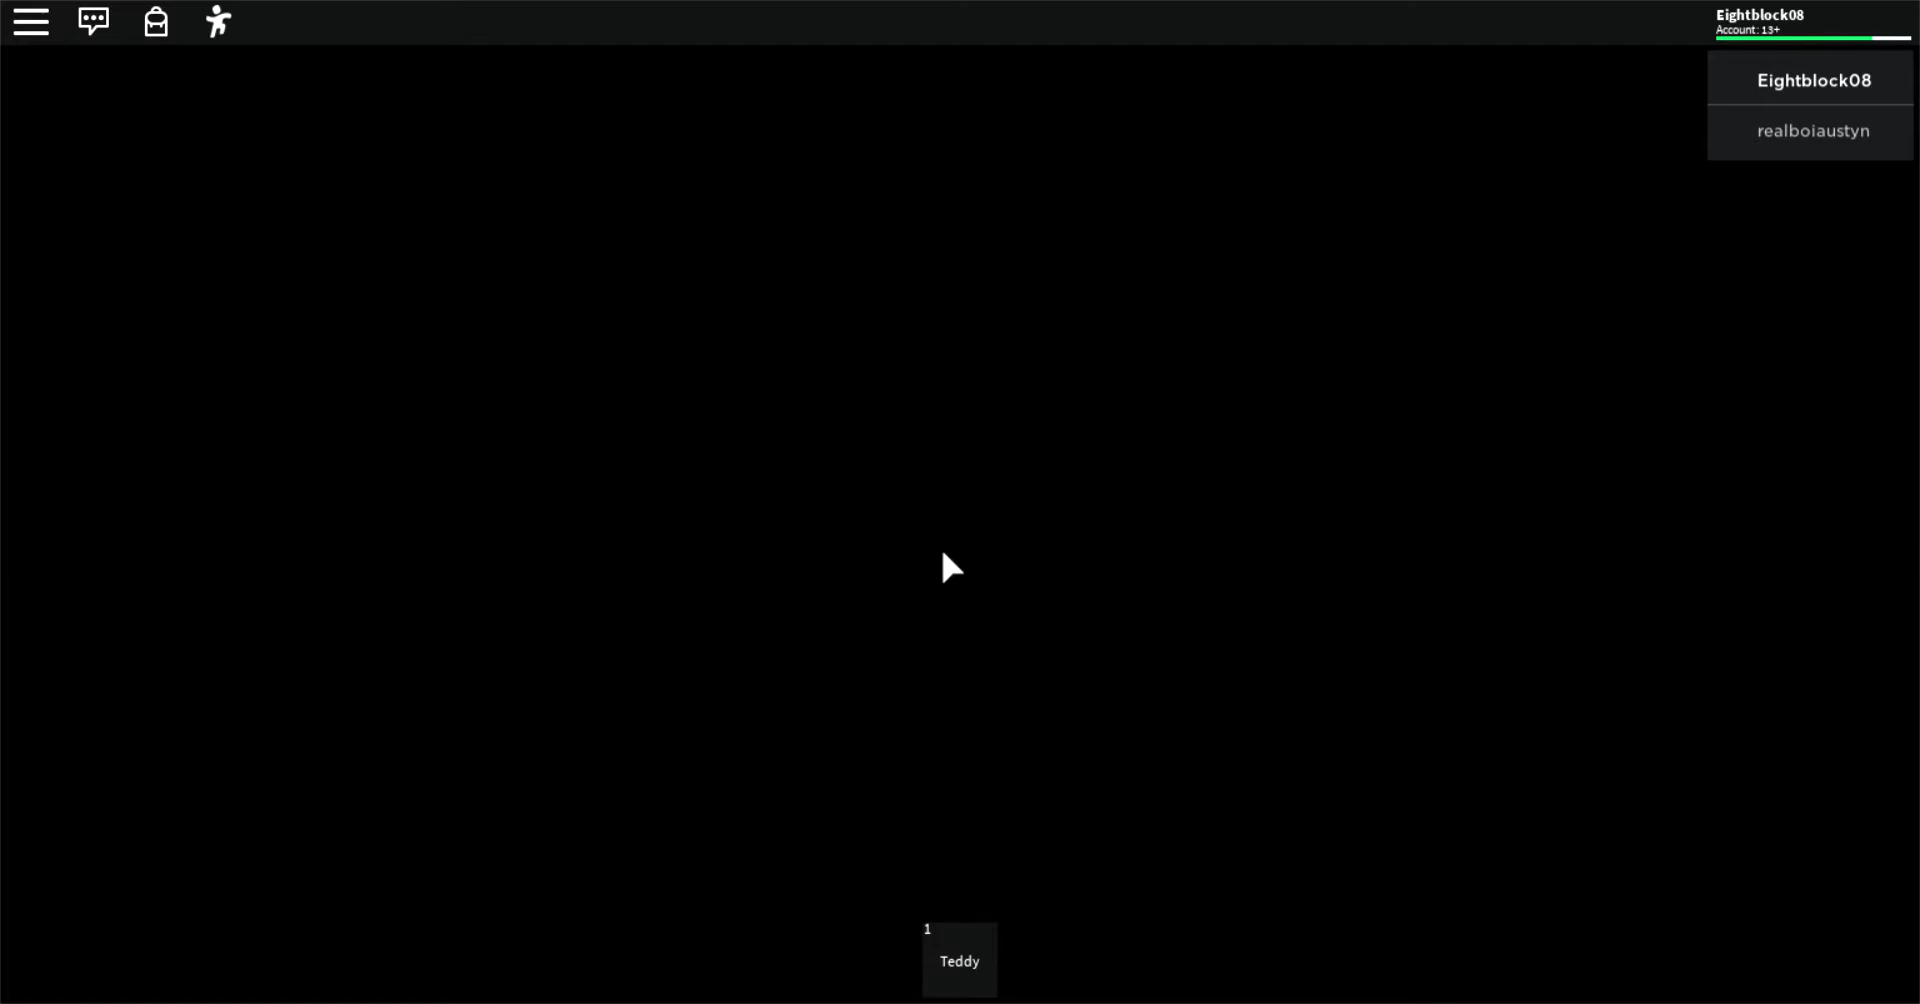 Eightblock08
Account: 13+
Eightblock08
realboiaustyn
1
Teddy